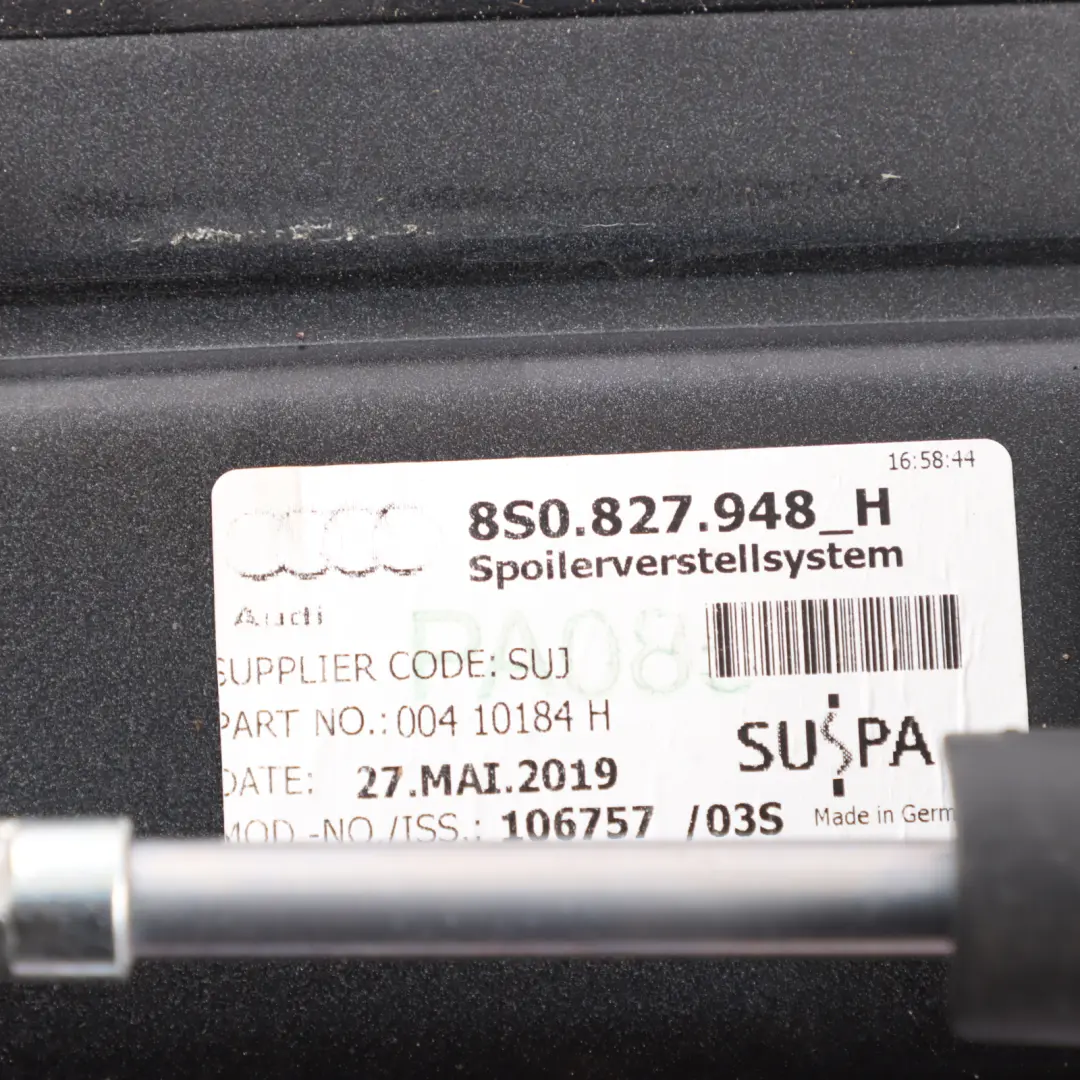 16:58:44
8S0.827.948_H
Spoilerverstellsystem
Audi
SUPPLIER CODE: SUJ
PART NO.: 004 10184 H
SUSPA
DATE: 27.MAI.2019
MOD.-NO./ISS.: 106757 /03S
Made in Germ